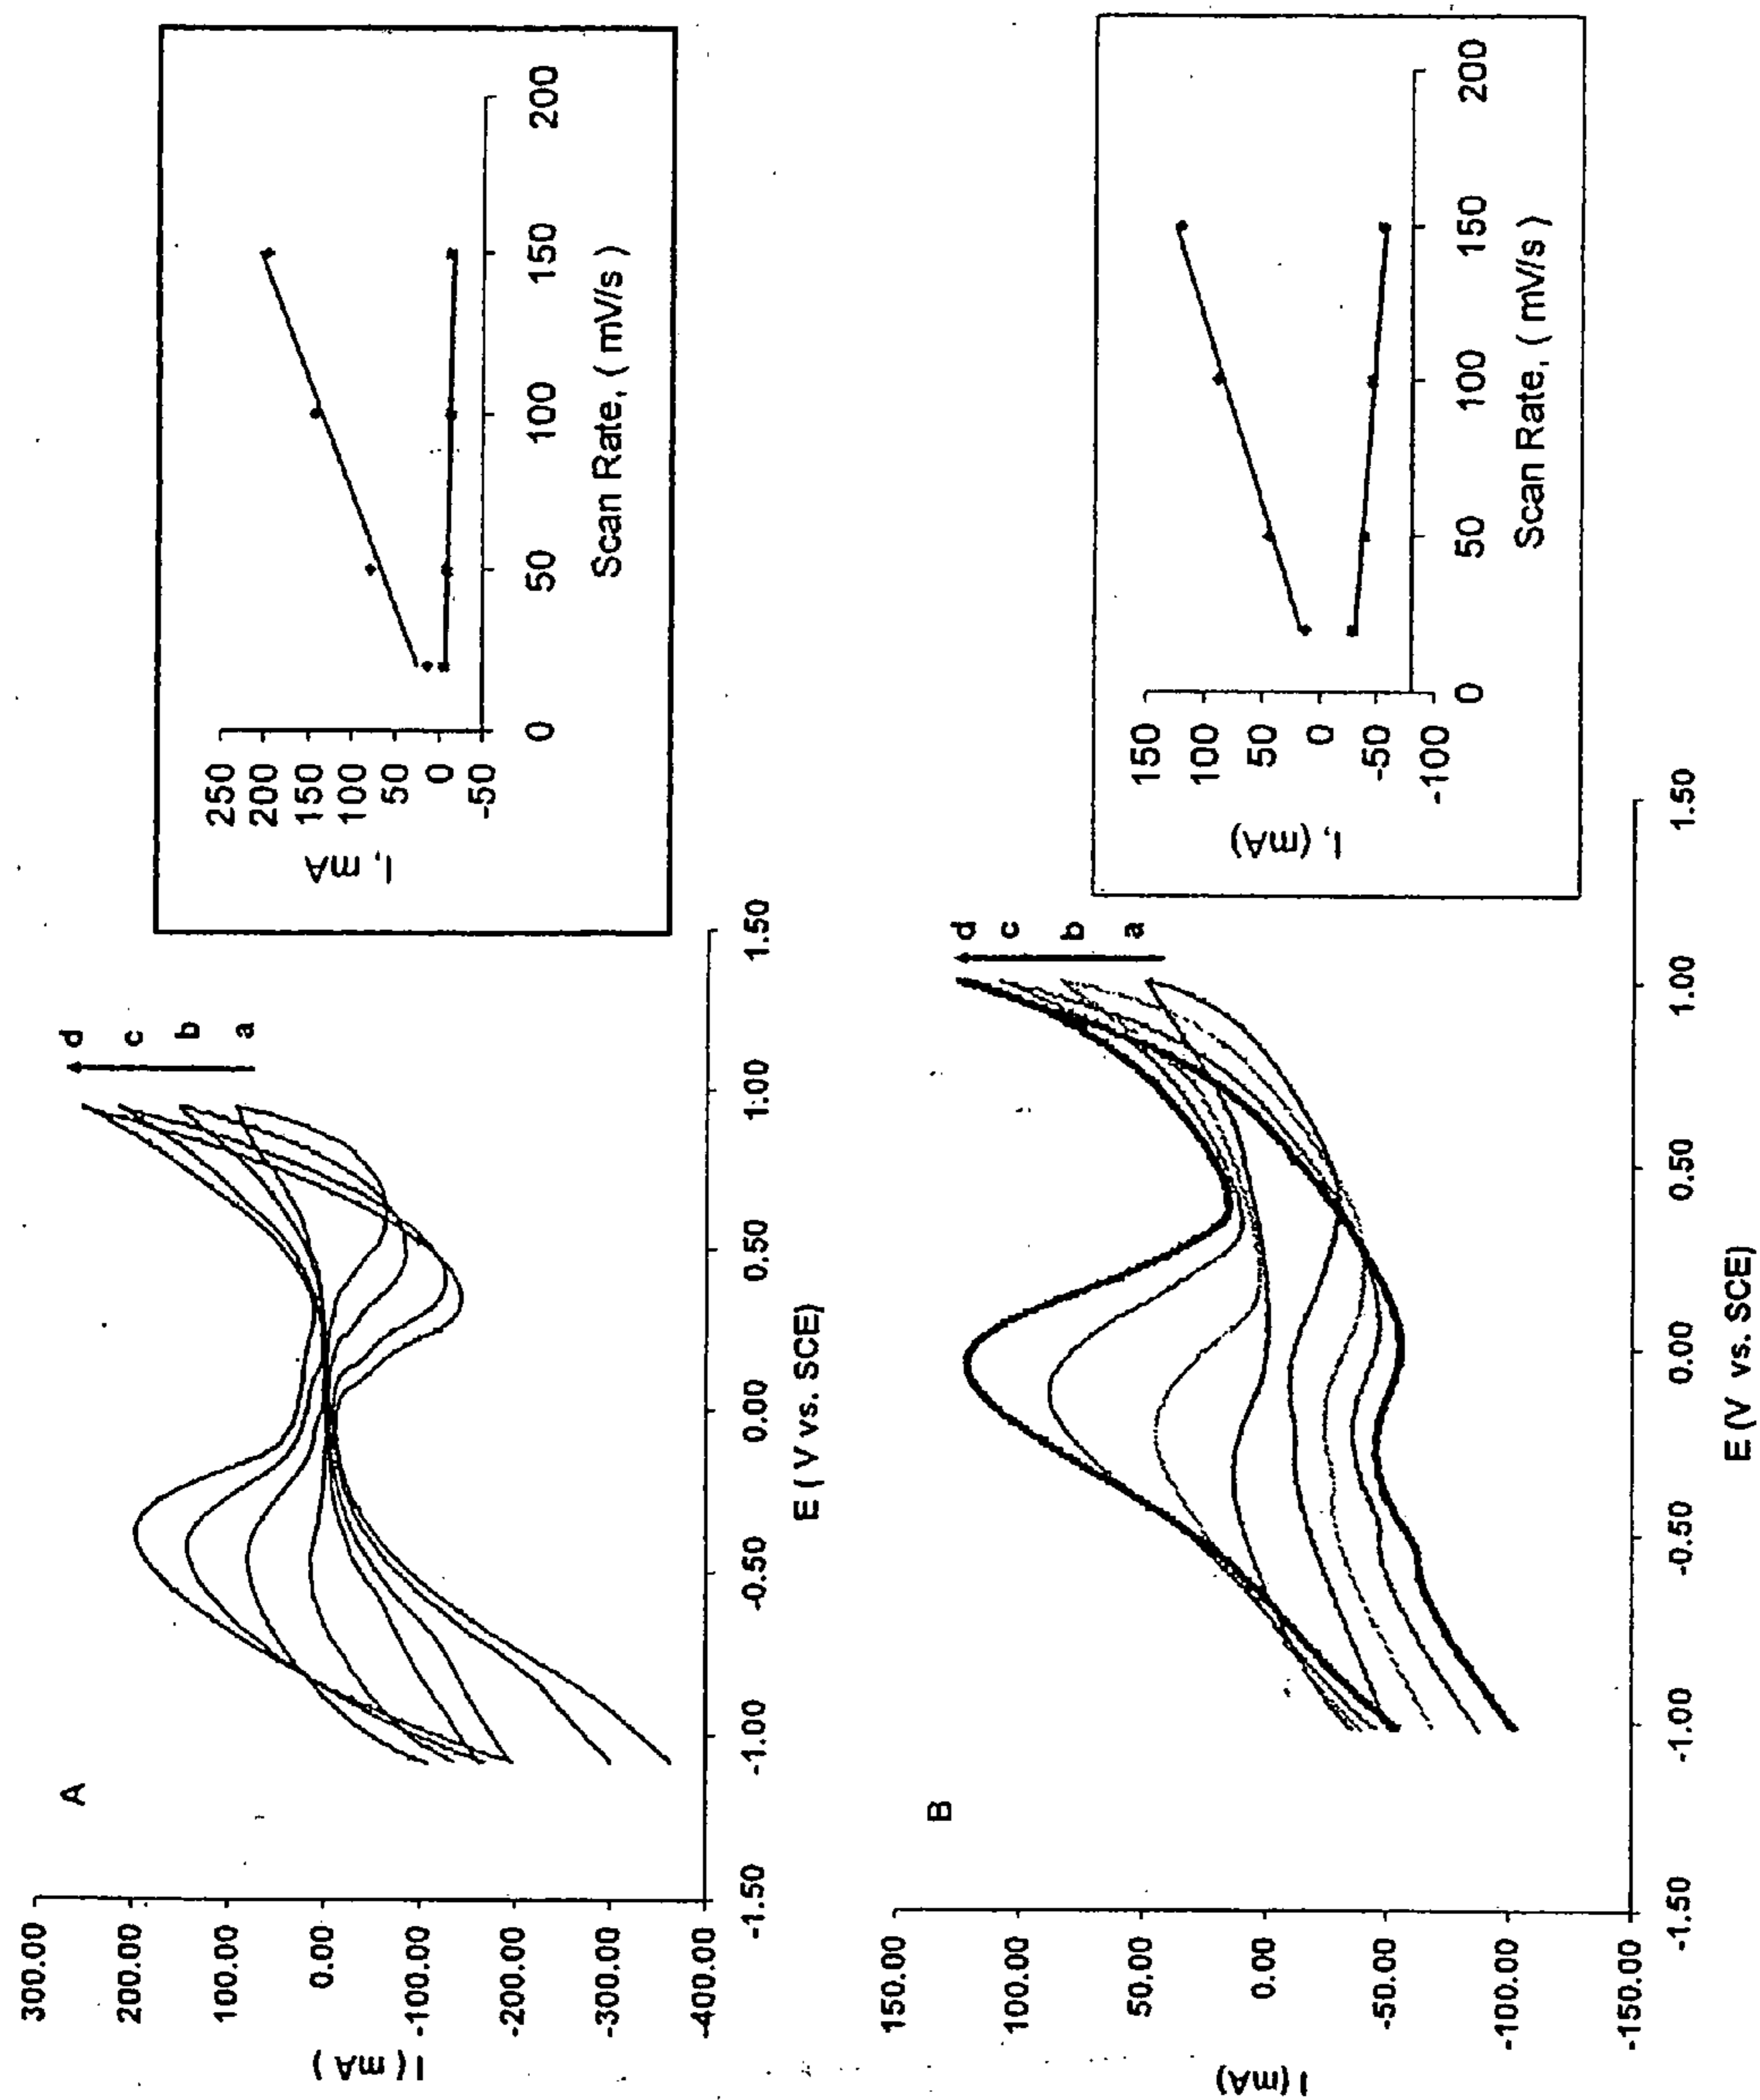 A
300.00
200.00
100.00
0.00
-100.00
-200.00
-300.00
-400.00
I ( mA )
-1.50
-1.00
-0.50
0.00
0.50
1.00
1.50
E ( V vs. SCE)
d
c
b
a
250
200
150
100
50
0
-50
I, mA
0
50
100
150
200
Scan Rate, ( mV/s )
B
150.00
100.00
50.00
0.00
-50.00
-100.00
-150.00
I (mA)
-1.50
-1.00
-0.50
0.00
0.50
1.00
1.50
E (V vs. SCE)
d
c
b
a
150
100
50
0
-50
-100
I, (mA)
0
50
100
150
200
Scan Rate, ( mV/s )